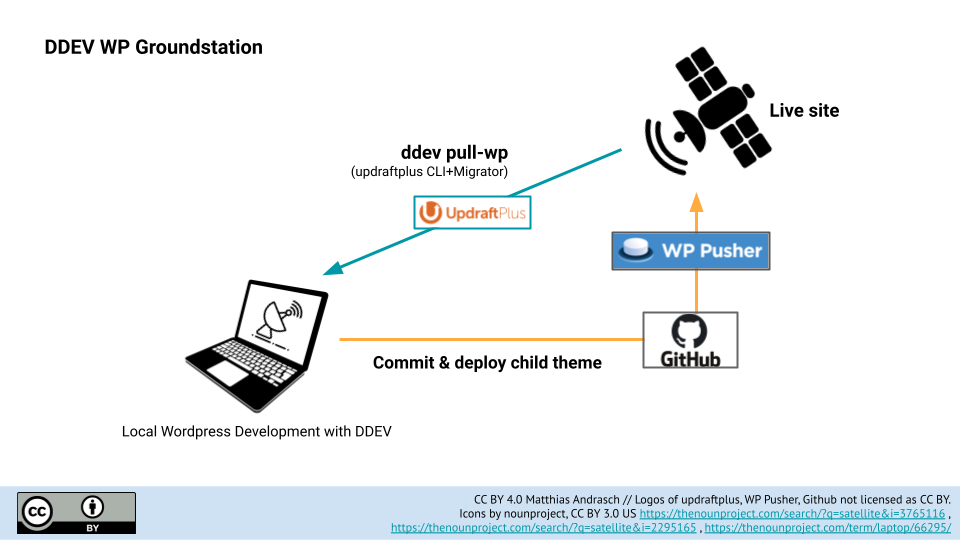 DDEV WP Groundstation
Live site
ddev pull-wp
(updraftplus CLI+Migrator)
UpdraftPlus
WP Pusher
GitHub
Commit & deploy child theme
Local Wordpress Development with DDEV
cc
BY
CC BY 4.0 Matthias Andrasch // Logos of updraftplus, WP Pusher, Github not licensed as CC BY.
Icons by nounproject, CC BY 3.0 US https://thenounproject.com/search/?q=satellite&i=3765116 ,
https://thenounproject.com/search/?q=satellite&i=2295165 , https://thenounproject.com/term/laptop/66295/